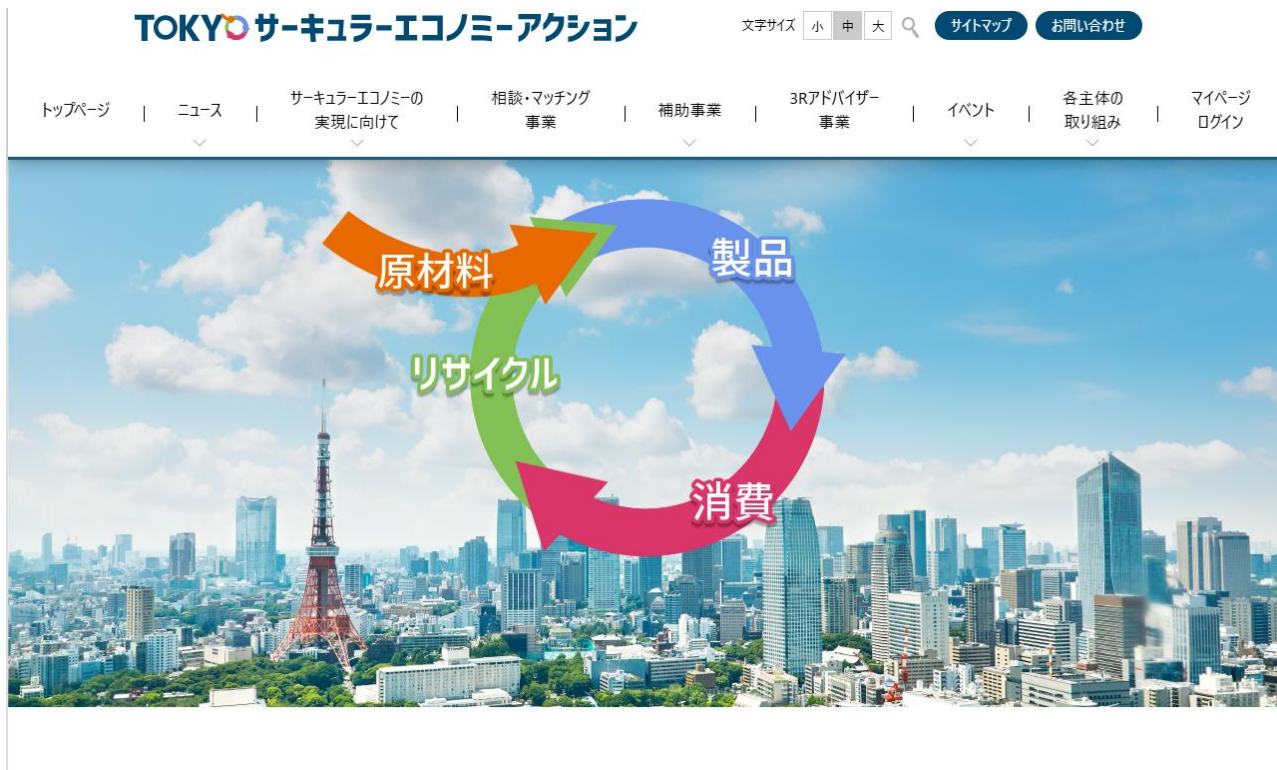 TOKYO サーキュラーエコノミーアクション
文字サイズ 小 中 大 サイトマップ お問い合わせ
トップページ
ニュース
サーキュラーエコノミーの
実現に向けて
相談・マッチング
事業
補助事業
3Rアドバイザー
事業
イベント
各主体の
取り組み
マイページ
ログイン
原材料
製品
リサイクル
消費